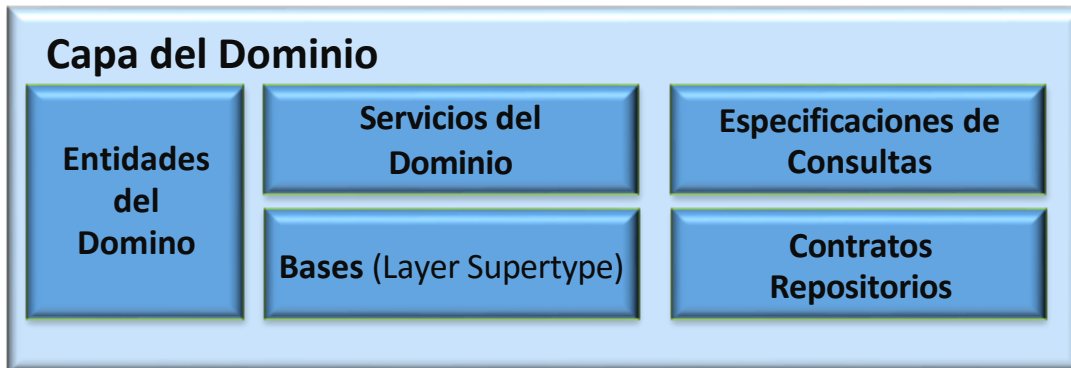 Capa del Dominio
Entidades
del
Domino
Servicios del
Dominio
Bases (Layer Supertype)
Especificaciones de
Consultas
Contratos
Repositorios